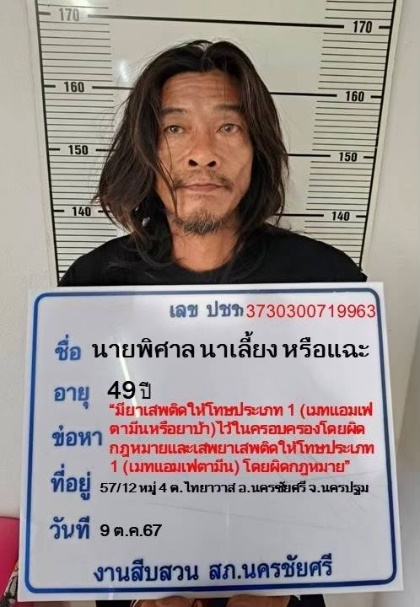 170 170
160 160
150 150
140 140
เลข ปชช 3730300719963
ชื่อ นายพิศาล นาเลี้ยง หรือแฉะ
อายุ 49 ปี
ข้อหา "มียาเสพติดให้โทษประเภท 1 (เมทแอมเฟ
ตามีนหรือยาบ้า)ไว้ในครอบครองโดยผิด
กฎหมายและเสพยาเสพติดให้โทษประเภท
1 (เมทแอมเฟตามีน) โดยผิดกฎหมาย"
ที่อยู่ 57/12 หมู่ 4 ต.ไทยาวาส อ.นครชัยศรี จ.นครปฐม
วันที่ 9 ต.ค.67
งานสืบสวน สภ.นครชัยศรี